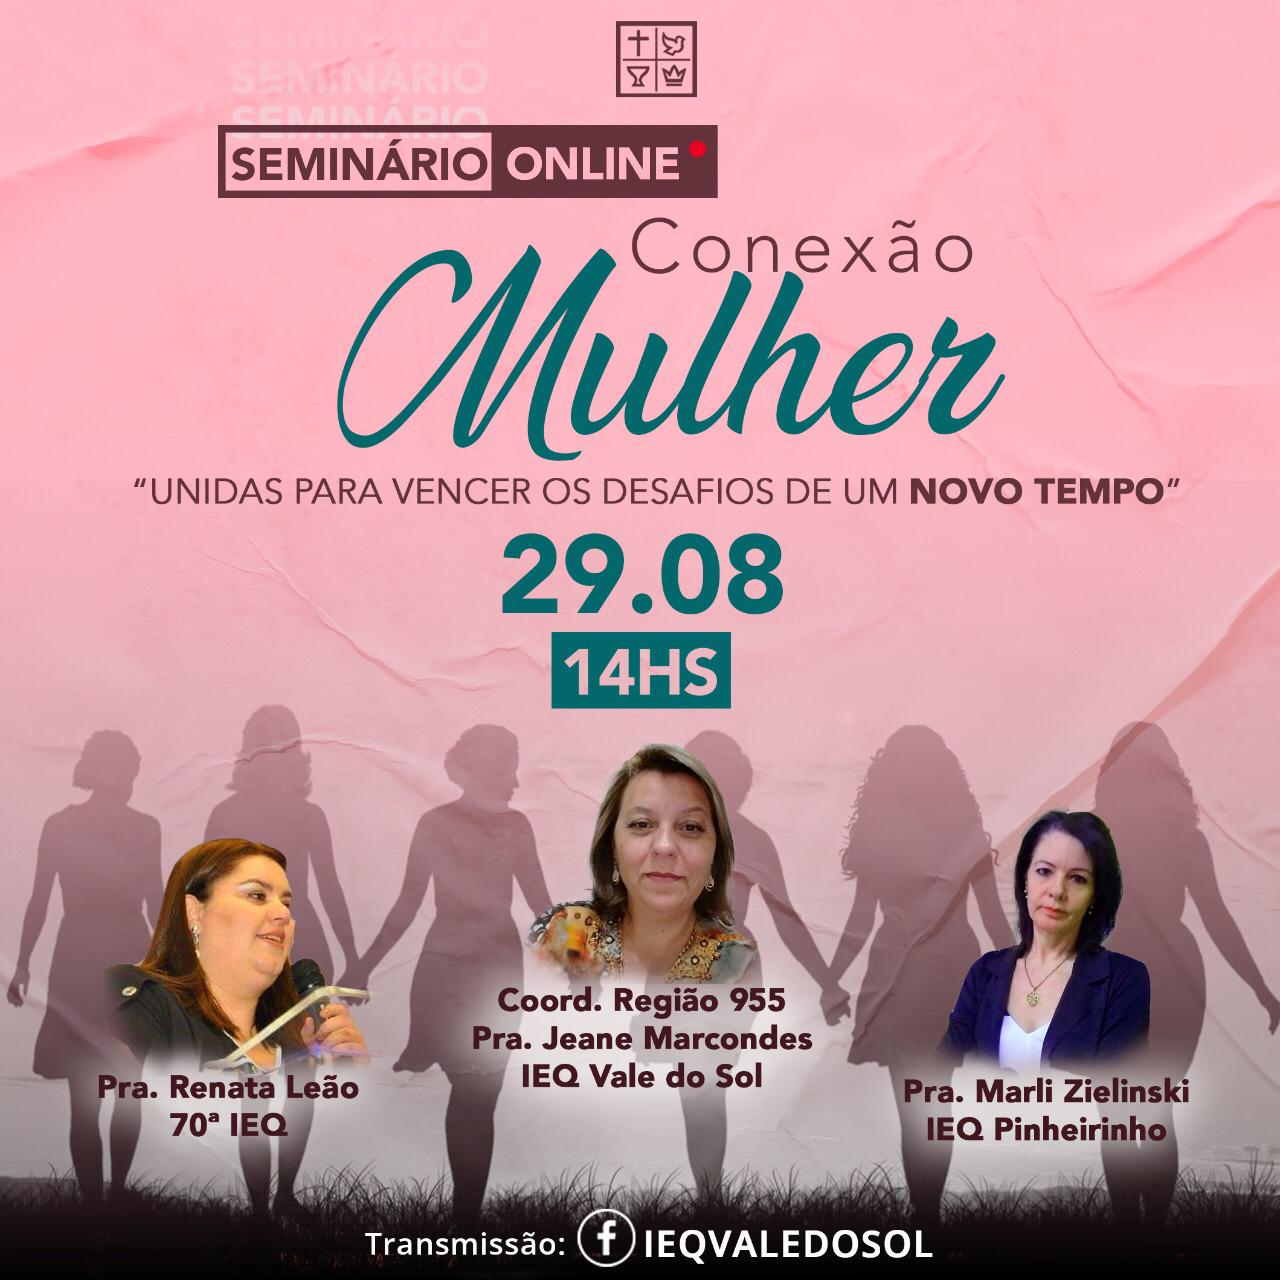 SEMINÁRIO
SEMINÁRIO
SEMINÁRIO
SEMINÁRIO ONLINE
Conexão
Mulher
“UNIDAS PARA VENCER OS DESAFIOS DE UM NOVO TEMPO”
29.08
14HS
Coord. Região 955
Pra. Jeane Marcondes
IEQ Vale do Sol
Pra. Renata Leão
70ª IEQ
Pra. Marli Zielinski
IEQ Pinheirinho
Transmissão: f IEQVALEDOSOL